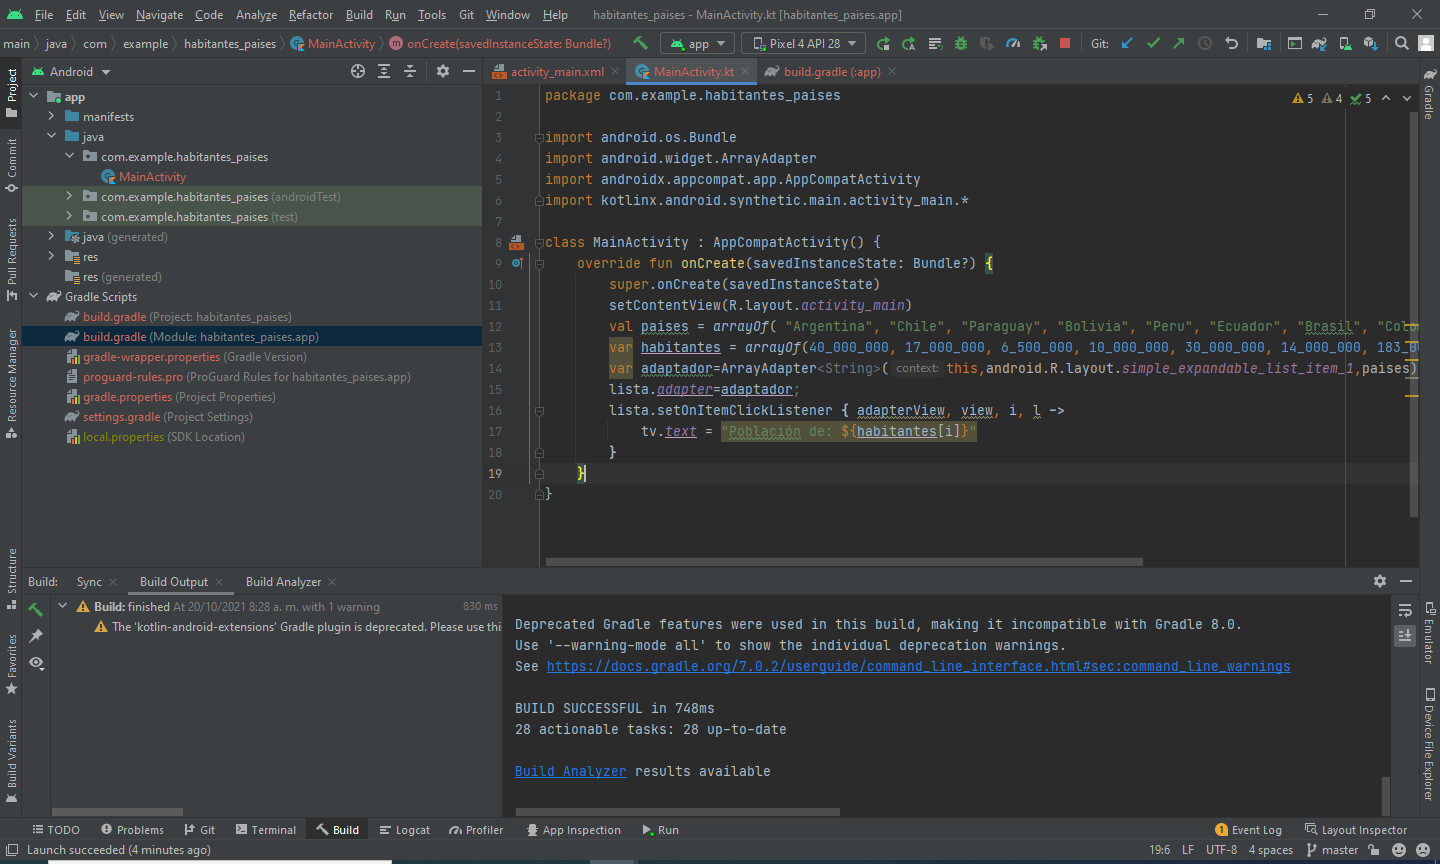 File Edit View Navigate Code Analyze Refactor Build Run Tools Git Window Help habitantes_paises - MainActivity.kt [habitantes_paises.app]
main java com example habitantes_paises MainActivity onCreate(savedInstanceState: Bundle?) app Pixel 4 API 28 Git:
Android
activity_main.xml MainActivity.kt build.gradle (:app)
Project
Commit
Pull Requests
Resource Manager
Structure
Favorites
Build Variants
app
manifests
java
com.example.habitantes_paises
MainActivity
com.example.habitantes_paises (androidTest)
com.example.habitantes_paises (test)
java (generated)
res
res (generated)
Gradle Scripts
build.gradle (Project: habitantes_paises)
build.gradle (Module: habitantes_paises.app)
gradle-wrapper.properties (Gradle Version)
proguard-rules.pro (ProGuard Rules for habitantes_paises.app)
gradle.properties (Project Properties)
settings.gradle (Project Settings)
local.properties (SDK Location)
5 4 5
1 package com.example.habitantes_paises
2
3 import android.os.Bundle
4 import android.widget.ArrayAdapter
5 import androidx.appcompat.app.AppCompatActivity
6 import kotlinx.android.synthetic.main.activity_main.*
7
8 class MainActivity : AppCompatActivity() {
9 override fun onCreate(savedInstanceState: Bundle?) {
10 super.onCreate(savedInstanceState)
11 setContentView(R.layout.activity_main)
12 val paises = arrayOf( "Argentina", "Chile", "Paraguay", "Bolivia", "Peru", "Ecuador", "Brasil", "Colo
13 var habitantes = arrayOf(40_000_000, 17_000_000, 6_500_000, 10_000_000, 30_000_000, 14_000_000, 183_0
14 var adaptador=ArrayAdapter<String>( context: this,android.R.layout.simple_expandable_list_item_1,paises)
15 lista.adapter=adaptador;
16 lista.setOnItemClickListener { adapterView, view, i, l ->
17 tv.text = "Población de: ${habitantes[i]}"
18 }
19 }
20 }
Gradle
Emulator
Device File Explorer
Build: Sync Build Output Build Analyzer
Build: finished At 20/10/2021 8:28 a. m. with 1 warning 830 ms
The 'kotlin-android-extensions' Gradle plugin is deprecated. Please use thi
Deprecated Gradle features were used in this build, making it incompatible with Gradle 8.0.
Use '--warning-mode all' to show the individual deprecation warnings.
See https://docs.gradle.org/7.0.2/userguide/command_line_interface.html#sec:command_line_warnings
BUILD SUCCESSFUL in 748ms
28 actionable tasks: 28 up-to-date
Build Analyzer results available
TODO Problems Git Terminal Build Logcat Profiler App Inspection Run 1 Event Log Layout Inspector
Launch succeeded (4 minutes ago) 19:6 LF UTF-8 4 spaces master